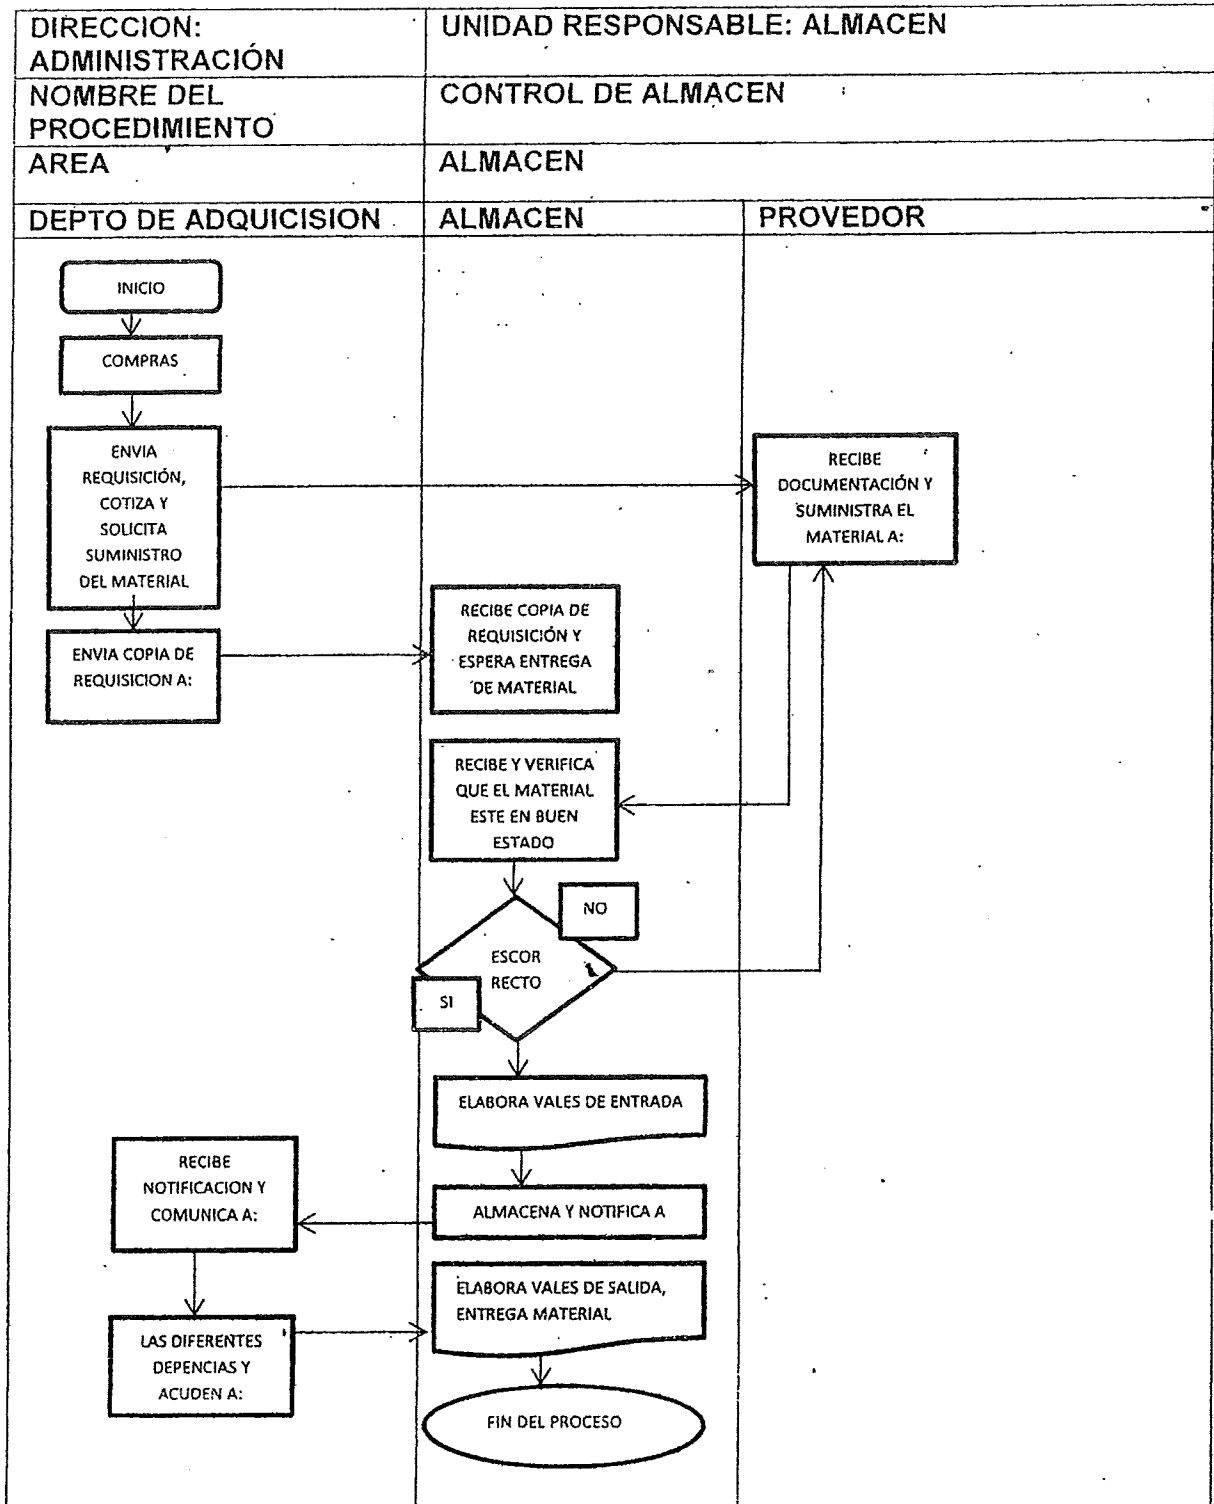 DIRECCION:
ADMINISTRACIÓN
UNIDAD RESPONSABLE: ALMACEN
NOMBRE DEL
PROCEDIMIENTO
CONTROL DE ALMACEN
AREA
ALMACEN
DEPTO DE ADQUICISION
ALMACEN
PROVEDOR
INICIO
COMPRAS
ENVIA
REQUISICIÓN,
COTIZA Y
SOLICITA
SUMINISTRO
DEL MATERIAL
RECIBE
DOCUMENTACIÓN Y
SUMINISTRA EL
MATERIAL A:
ENVIA COPIA DE
REQUISICION A:
RECIBE COPIA DE
REQUISICIÓN Y
ESPERA ENTREGA
DE MATERIAL
RECIBE Y VERIFICA
QUE EL MATERIAL
ESTE EN BUEN
ESTADO
NO
ESCOR
RECTO
SI
ELABORA VALES DE ENTRADA
ALMACENA Y NOTIFICA A
RECIBE
NOTIFICACION Y
COMUNICA A:
LAS DIFERENTES
DEPENCIAS Y
ACUDEN A:
ELABORA VALES DE SALIDA,
ENTREGA MATERIAL
FIN DEL PROCESO